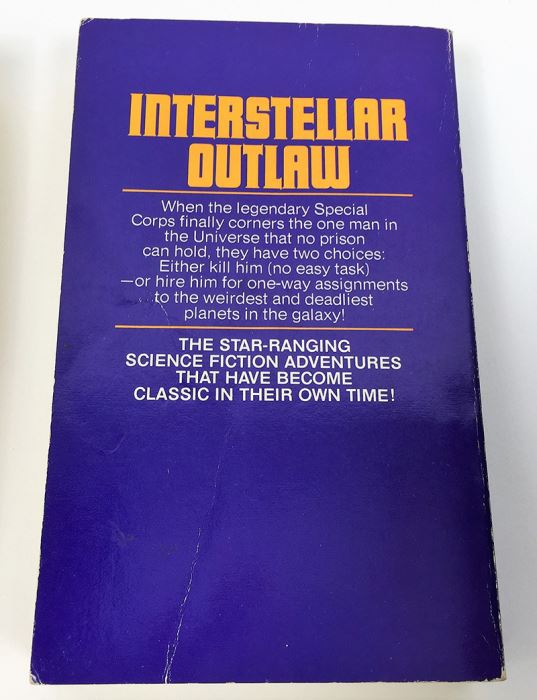 INTERSTELLAR
OUTLAW
When the legendary Special
Corps finally corners the one man in
the Universe that no prison
can hold, they have two choices:
Either kill him (no easy task)
—or hire him for one-way assignments
to the weirdest and deadliest
planets in the galaxy!
THE STAR-RANGING
SCIENCE FICTION ADVENTURES
THAT HAVE BECOME
CLASSIC IN THEIR OWN TIME!